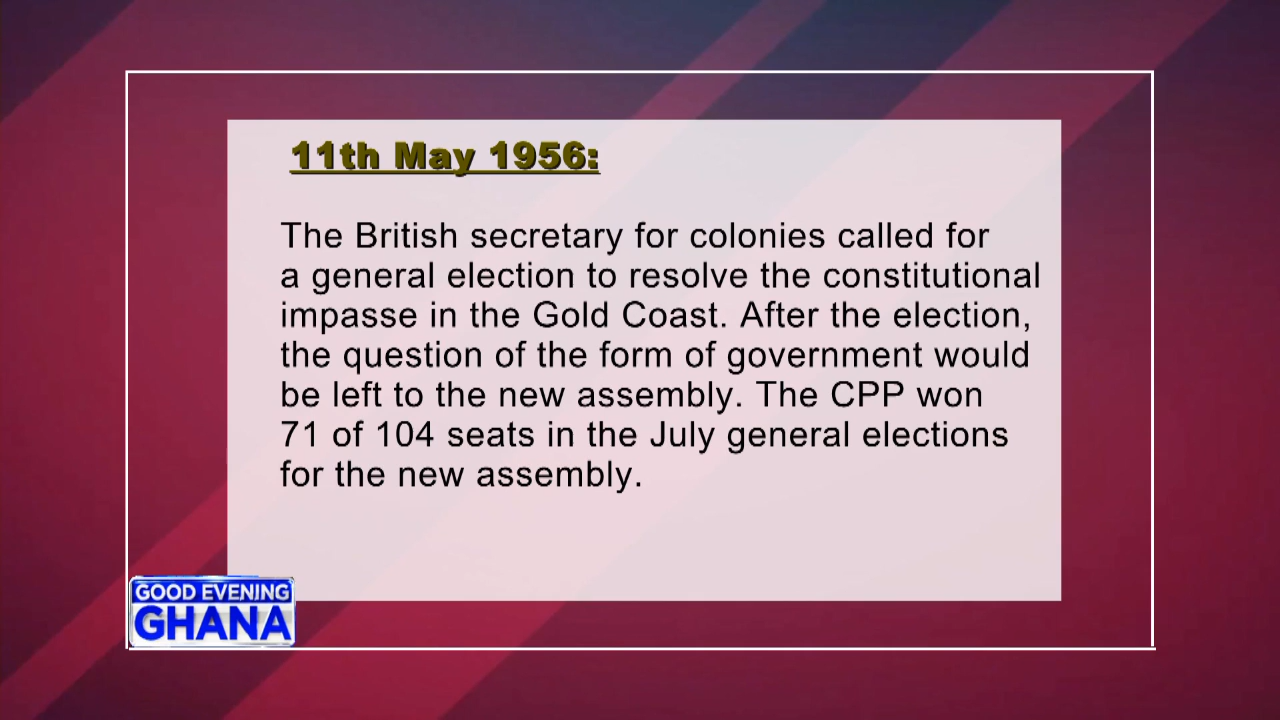 11th May 1956:
The British secretary for colonies called for
a general election to resolve the constitutional
impasse in the Gold Coast. After the election,
the question of the form of government would
be left to the new assembly. The CPP won
71 of 104 seats in the July general elections
for the new assembly.
GOOD EVENING
GHANA